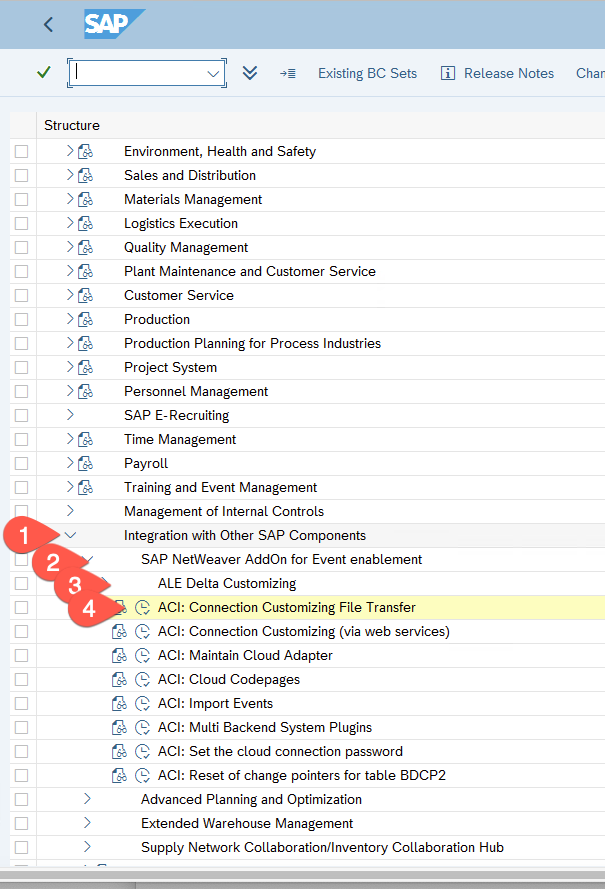 SAP
Existing BC Sets Release Notes Chan
Structure
Environment, Health and Safety
Sales and Distribution
Materials Management
Logistics Execution
Quality Management
Plant Maintenance and Customer Service
Customer Service
Production
Production Planning for Process Industries
Project System
Personnel Management
SAP E-Recruiting
Time Management
Payroll
Training and Event Management
Management of Internal Controls
1 Integration with Other SAP Components
2 SAP NetWeaver AddOn for Event enablement
3 ALE Delta Customizing
4 ACI: Connection Customizing File Transfer
ACI: Connection Customizing (via web services)
ACI: Maintain Cloud Adapter
ACI: Cloud Codepages
ACI: Import Events
ACI: Multi Backend System Plugins
ACI: Set the cloud connection password
ACI: Reset of change pointers for table BDCP2
Advanced Planning and Optimization
Extended Warehouse Management
Supply Network Collaboration/Inventory Collaboration Hub